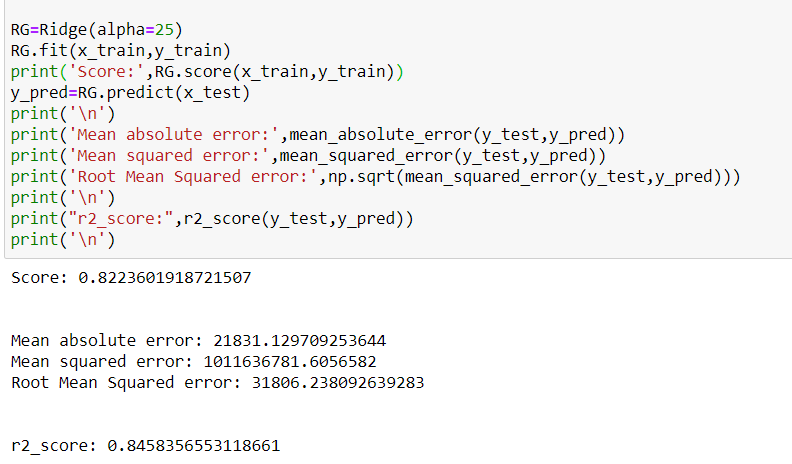 RG=Ridge(alpha=25)
RG.fit(x_train,y_train)
print('Score:',RG.score(x_train,y_train))
y_pred=RG.predict(x_test)
print('\n')
print('Mean absolute error:',mean_absolute_error(y_test,y_pred))
print('Mean squared error:',mean_squared_error(y_test,y_pred))
print('Root Mean Squared error:',np.sqrt(mean_squared_error(y_test,y_pred)))
print('\n')
print("r2_score:",r2_score(y_test,y_pred))
print('\n')
Score: 0.8223601918721507
Mean absolute error: 21831.129709253644
Mean squared error: 1011636781.6056582
Root Mean Squared error: 31806.238092639283
r2_score: 0.8458356553118661